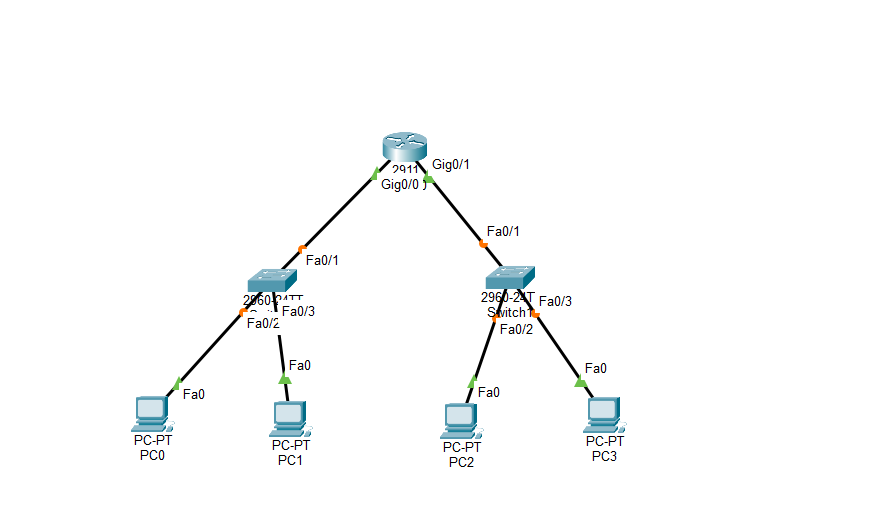 Gig0/1
2911
Gig0/0
Fa0/1
Fa0/1
2960-24TT
2960-24T
Fa0/3
Fa0/3
Switch1
Fa0/2
Fa0/2
Fa0
Fa0
Fa0
Fa0
PC-PT
PC0
PC-PT
PC1
PC-PT
PC2
PC-PT
PC3